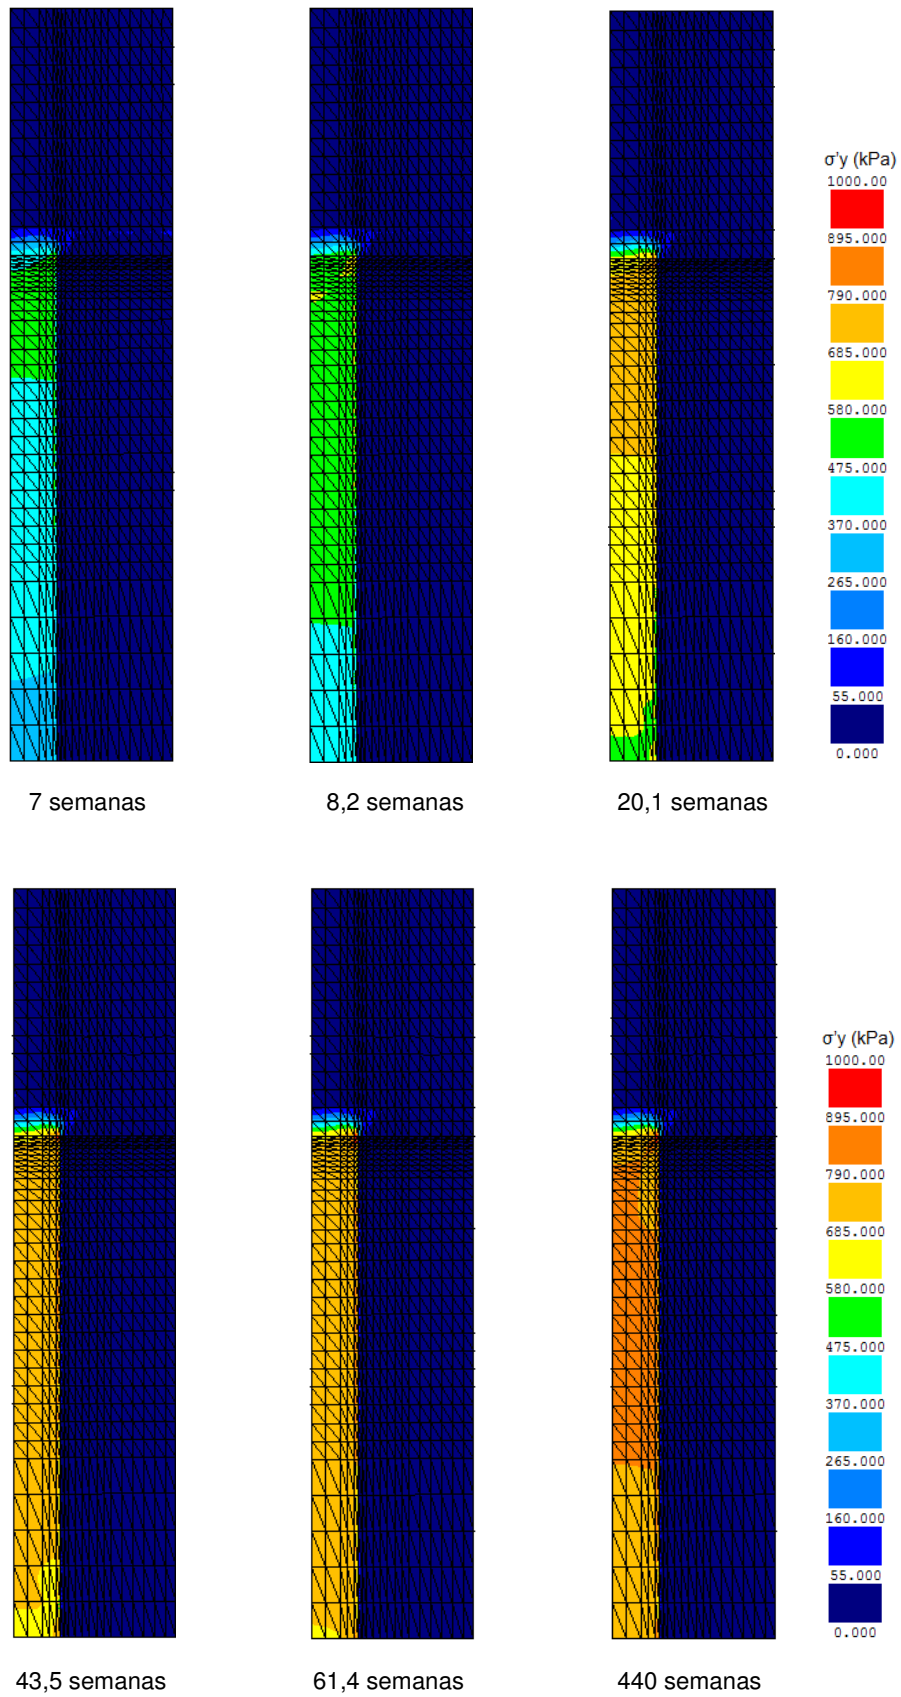 σ'y (kPa)
1000.00
895.000
790.000
685.000
580.000
475.000
370.000
265.000
160.000
55.000
0.000
7 semanas
8,2 semanas
20,1 semanas
σ'y (kPa)
1000.00
895.000
790.000
685.000
580.000
475.000
370.000
265.000
160.000
55.000
0.000
43,5 semanas
61,4 semanas
440 semanas